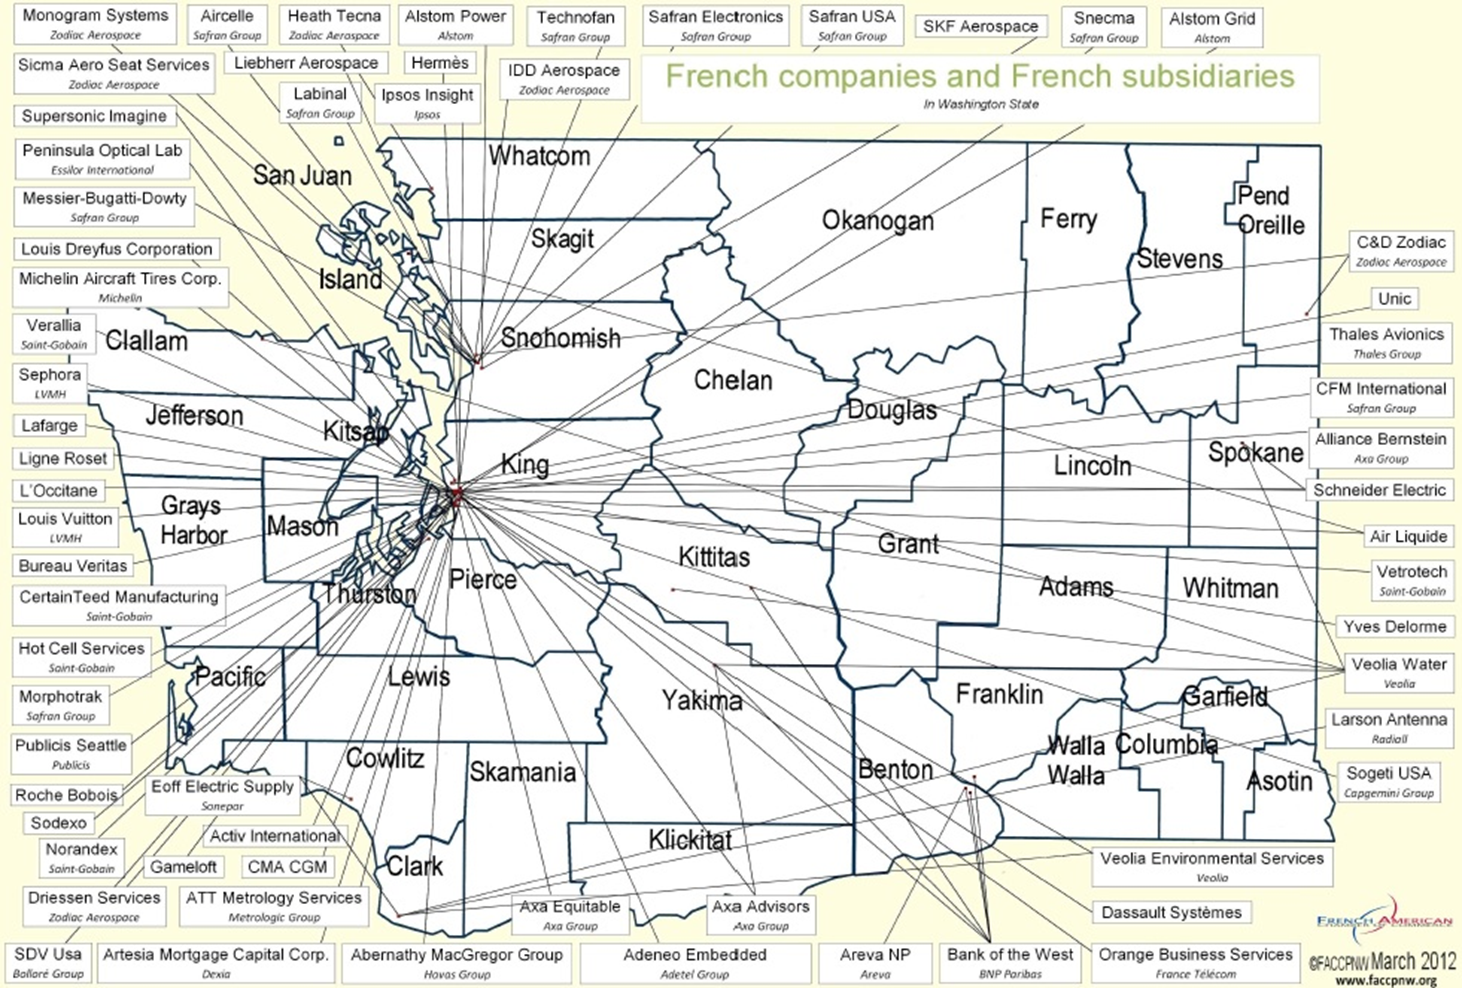 Monogram Systems
Zodiac Aerospace
Aircelle
Safran Group
Heath Tecna
Zodiac Aerospace
Alstom Power
Alstom
Technofan
Safran Group
Safran Electronics
Safran Group
Safran USA
Safran Group
SKF Aerospace
Snecma
Safran Group
Alstom Grid
Alstom
Sicma Aero Seat Services
Zodiac Aerospace
Liebherr Aerospace
Hermès
IDD Aerospace
Zodiac Aerospace
French companies and French subsidiaries
In Washington State
Labinal
Safran Group
Ipsos Insight
Ipsos
Supersonic Imagine
Peninsula Optical Lab
Essilor International
Messier-Bugatti-Dowty
Safran Group
Louis Dreyfus Corporation
Michelin Aircraft Tires Corp.
Michelin
Verallia
Saint-Gobain
Sephora
LVMH
Lafarge
Ligne Roset
L'Occitane
Louis Vuitton
LVMH
Bureau Veritas
CertainTeed Manufacturing
Saint-Gobain
Hot Cell Services
Saint-Gobain
Morphotrak
Safran Group
Publicis Seattle
Publicis
Roche Bobois
Sodexo
Norandex
Saint-Gobain
Driessen Services
Zodiac Aerospace
SDV Usa
Bolloré Group
Eoff Electric Supply
Sonepar
Activ International
Gameloft
CMA CGM
ATT Metrology Services
Metrologic Group
Artesia Mortgage Capital Corp.
Dexia
Abernathy MacGregor Group
Havas Group
Axa Equitable
Axa Group
Adeneo Embedded
Adetel Group
Axa Advisors
Axa Group
Areva NP
Areva
Bank of the West
BNP Paribas
Orange Business Services
France Télécom
Dassault Systèmes
Veolia Environmental Services
Veolia
C&D Zodiac
Zodiac Aerospace
Unic
Thales Avionics
Thales Group
CFM International
Safran Group
Alliance Bernstein
Axa Group
Schneider Electric
Air Liquide
Vetrotech
Saint-Gobain
Yves Delorme
Veolia Water
Veolia
Larson Antenna
Radiall
Sogeti USA
Capgemini Group
San Juan
Whatcom
Skagit
Island
Snohomish
Okanogan
Ferry
Stevens
Pend
Oreille
Clallam
Jefferson
Kitsap
King
Chelan
Douglas
Lincoln
Spokane
Grays
Harbor
Mason
Thurston
Pierce
Kittitas
Grant
Adams
Whitman
Pacific
Lewis
Yakima
Franklin
Garfield
Cowlitz
Skamania
Benton
Walla
Walla
Columbia
Asotin
Clark
Klickitat
FRENCH AMERICAN
©FACCPNW March 2012
www.faccpnw.org